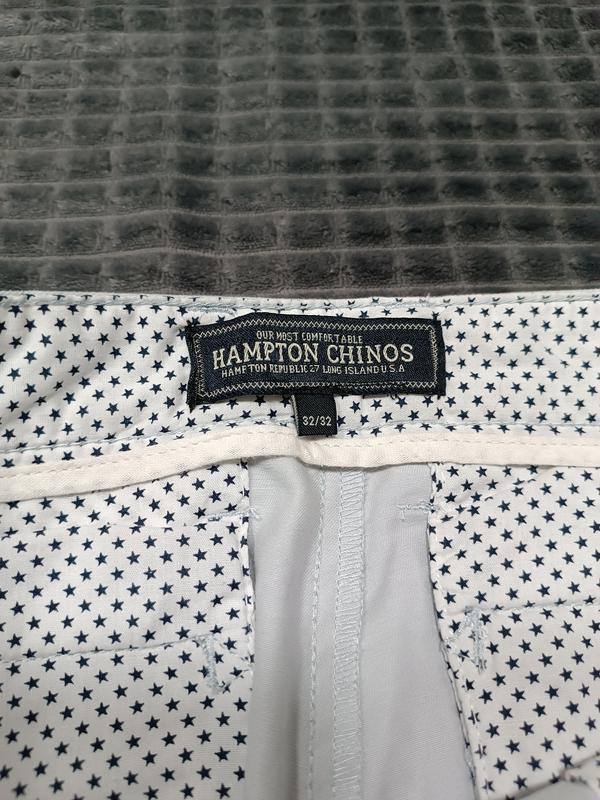 OUR MOST COMFORTABLE
HAMPTON CHINOS
HAMPTON REPUBLIC 27 LONG ISLAND U.S.A
32/32